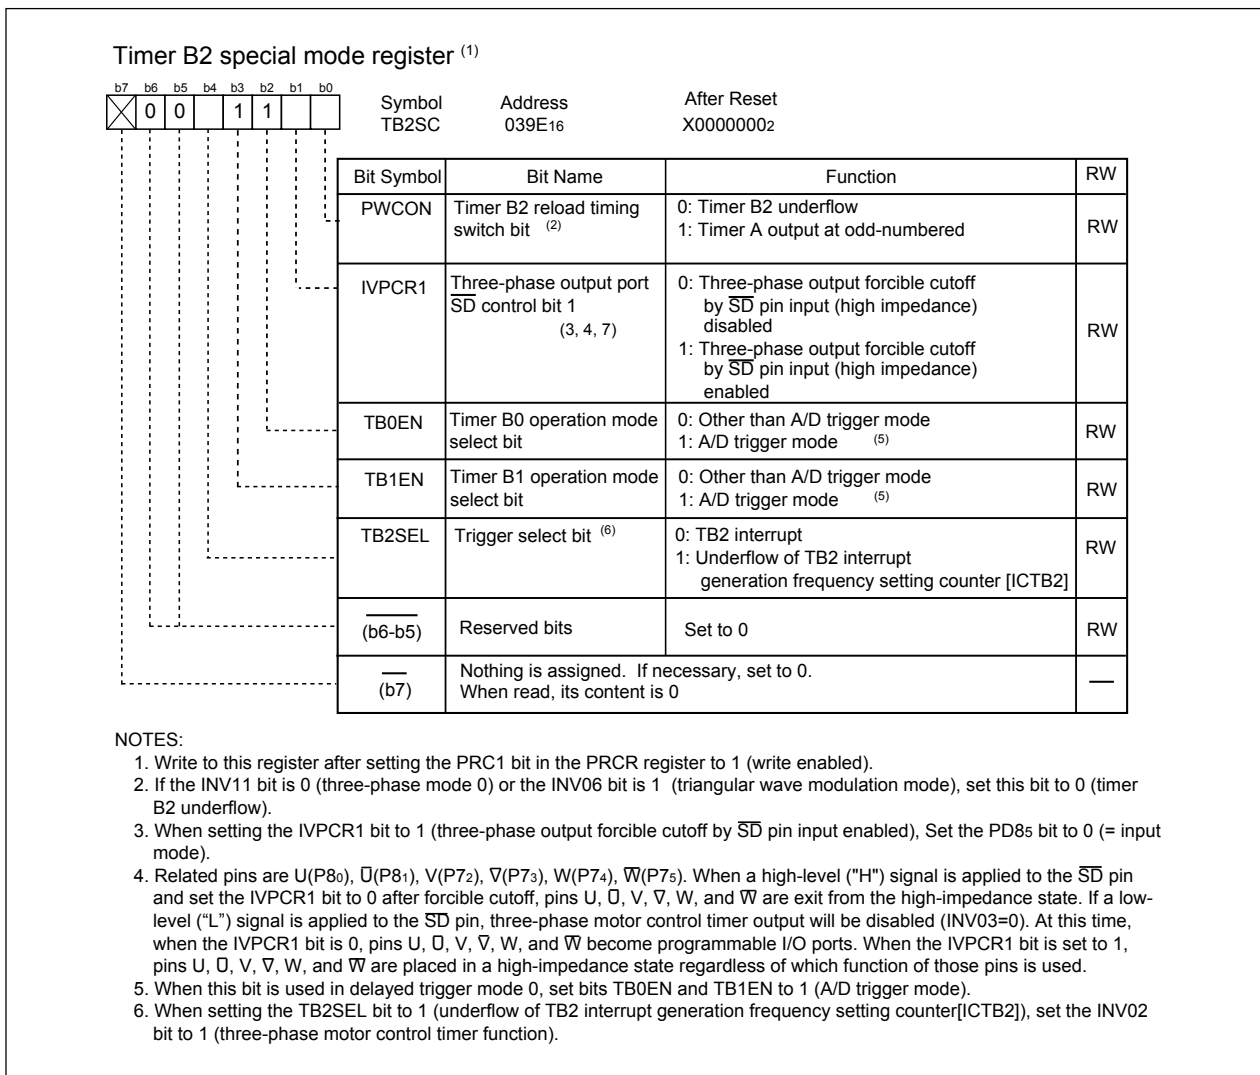 Timer B2 special mode register (1)
b7 b6 b5 b4 b3 b2 b1 b0
0 0 1 1
Symbol Address After Reset
TB2SC 039E16 X00000002
Bit Symbol Bit Name Function RW
PWCON Timer B2 reload timing 0: Timer B2 underflow
switch bit (2) 1: Timer A output at odd-numbered RW
IVPCR1 Three-phase output port 0: Three-phase output forcible cutoff
S̅D̅ control bit 1 by S̅D̅ pin input (high impedance)
(3, 4, 7) disabled RW
1: Three-phase output forcible cutoff
by S̅D̅ pin input (high impedance)
enabled
TB0EN Timer B0 operation mode 0: Other than A/D trigger mode
select bit 1: A/D trigger mode (5) RW
TB1EN Timer B1 operation mode 0: Other than A/D trigger mode
select bit 1: A/D trigger mode (5) RW
TB2SEL Trigger select bit (6) 0: TB2 interrupt
1: Underflow of TB2 interrupt RW
generation frequency setting counter [ICTB2]
(b6-b5) Reserved bits Set to 0 RW
Nothing is assigned. If necessary, set to 0.
(b7) When read, its content is 0 —
NOTES:
1. Write to this register after setting the PRC1 bit in the PRCR register to 1 (write enabled).
2. If the INV11 bit is 0 (three-phase mode 0) or the INV06 bit is 1 (triangular wave modulation mode), set this bit to 0 (timer
B2 underflow).
3. When setting the IVPCR1 bit to 1 (three-phase output forcible cutoff by S̅D̅ pin input enabled), Set the PD85 bit to 0 (= input
mode).
4. Related pins are U(P80), U̅(P81), V(P72), V̅(P73), W(P74), W̅(P75). When a high-level ("H") signal is applied to the S̅D̅ pin
and set the IVPCR1 bit to 0 after forcible cutoff, pins U, U̅, V, V̅, W, and W̅ are exit from the high-impedance state. If a low-
level (“L”) signal is applied to the S̅D̅ pin, three-phase motor control timer output will be disabled (INV03=0). At this time,
when the IVPCR1 bit is 0, pins U, U̅, V, V̅, W, and W̅ become programmable I/O ports. When the IVPCR1 bit is set to 1,
pins U, U̅, V, V̅, W, and W̅ are placed in a high-impedance state regardless of which function of those pins is used.
5. When this bit is used in delayed trigger mode 0, set bits TB0EN and TB1EN to 1 (A/D trigger mode).
6. When setting the TB2SEL bit to 1 (underflow of TB2 interrupt generation frequency setting counter[ICTB2]), set the INV02
bit to 1 (three-phase motor control timer function).